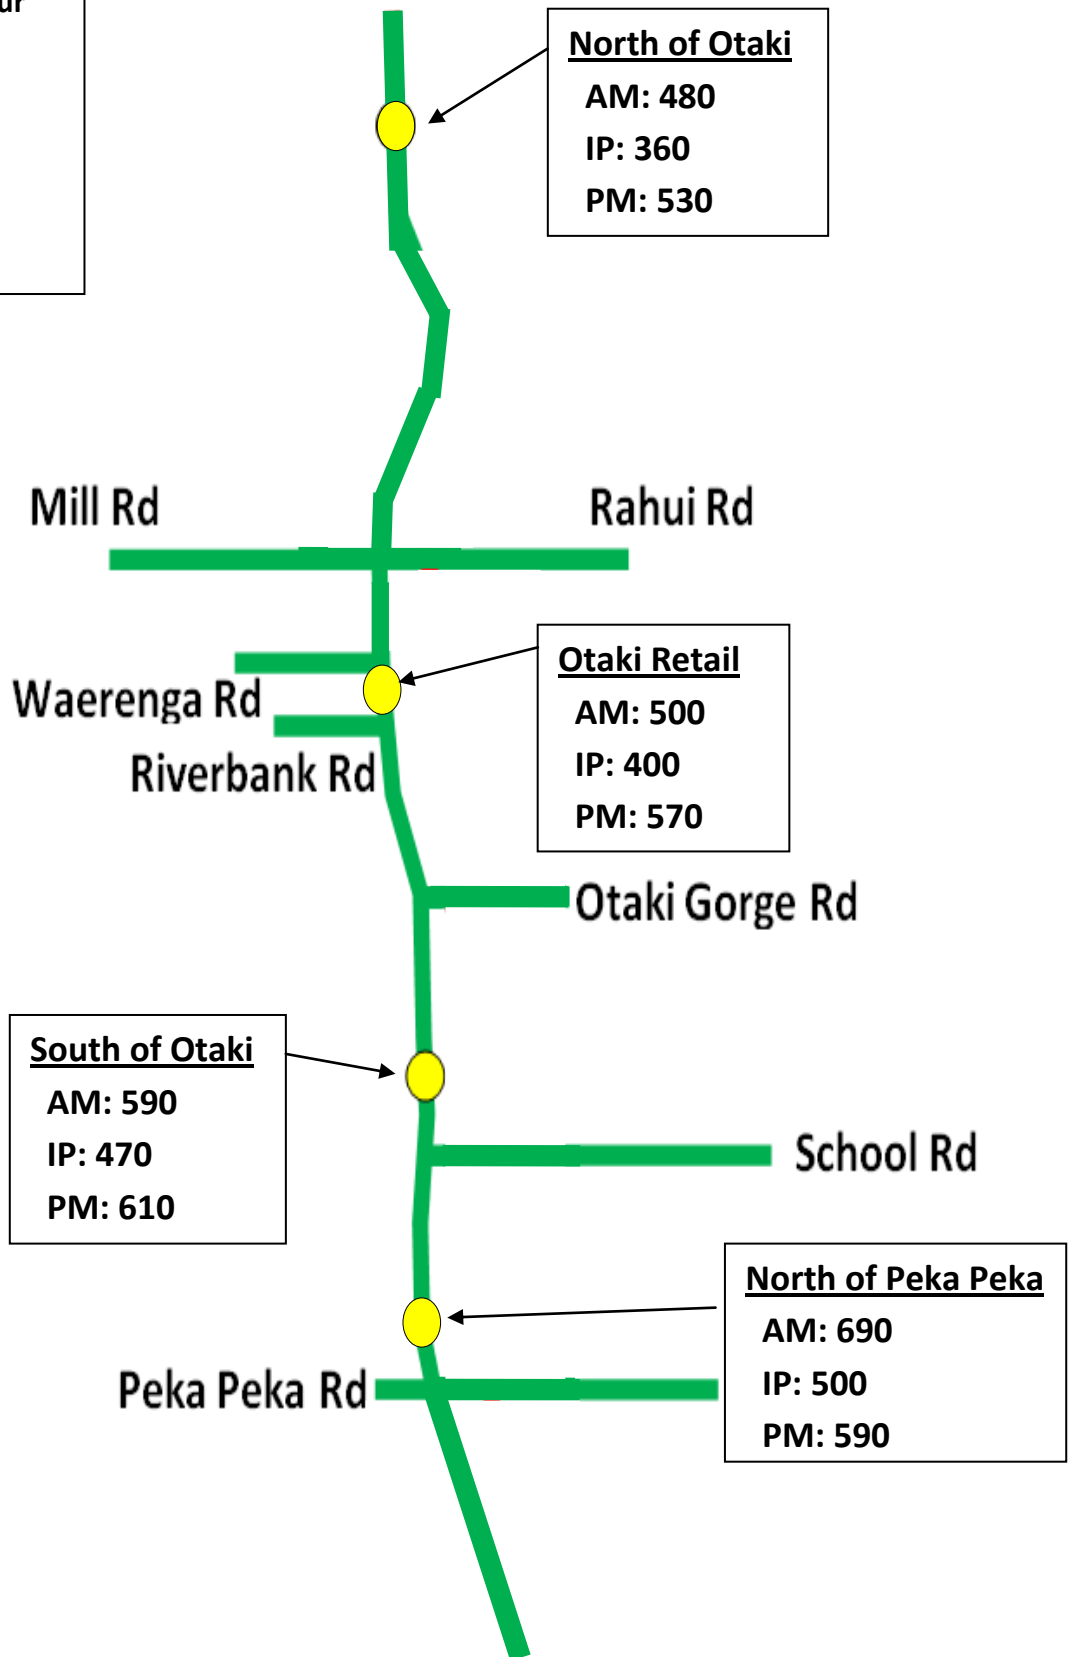 North of Otaki
AM: 480
IP: 360
PM: 530
Mill Rd
Rahui Rd
Otaki Retail
AM: 500
IP: 400
PM: 570
Waerenga Rd
Riverbank Rd
Otaki Gorge Rd
South of Otaki
AM: 590
IP: 470
PM: 610
School Rd
North of Peka Peka
AM: 690
IP: 500
PM: 590
Peka Peka Rd